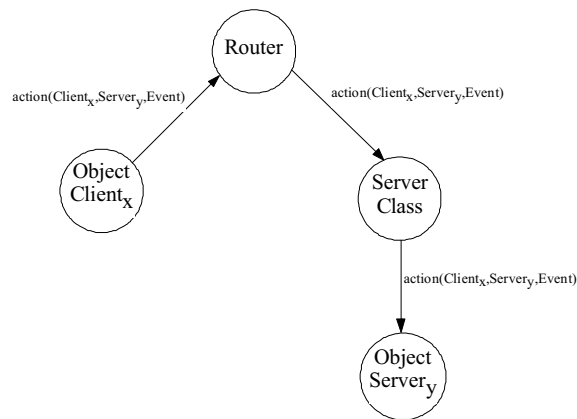 Router
action(Clientx,Servery,Event)
action(Clientx,Servery,Event)
Object
Clientx
Server
Class
action(Clientx,Servery,Event)
Object
Servery